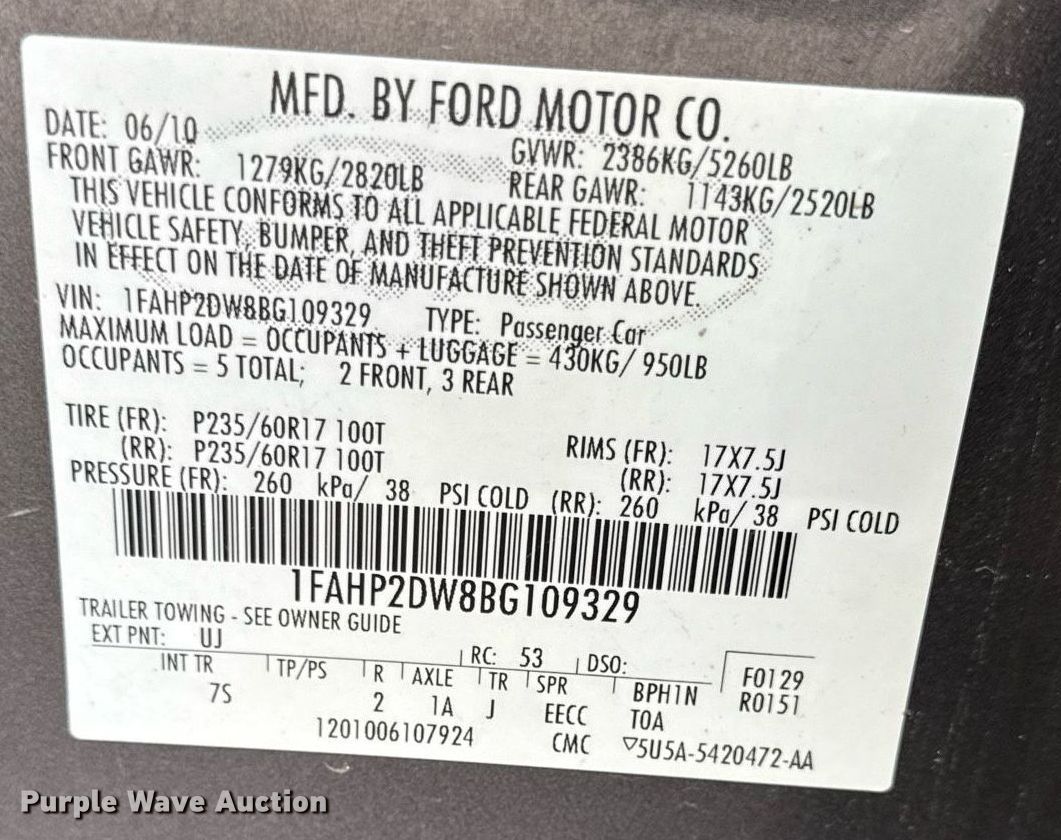 MFD. BY FORD MOTOR CO.
DATE: 06/10 GVWR: 2386KG/5260LB
FRONT GAWR: 1279KG/2820LB REAR GAWR: 1143KG/2520LB
THIS VEHICLE CONFORMS TO ALL APPLICABLE FEDERAL MOTOR
VEHICLE SAFETY, BUMPER, AND THEFT PREVENTION STANDARDS
IN EFFECT ON THE DATE OF MANUFACTURE SHOWN ABOVE.
VIN: 1FAHP2DW8BG109329 TYPE: Passenger Car
MAXIMUM LOAD = OCCUPANTS + LUGGAGE = 430KG/ 950LB
OCCUPANTS = 5 TOTAL; 2 FRONT, 3 REAR
TIRE (FR): P235/60R17 100T RIMS (FR): 17X7.5J
(RR): P235/60R17 100T (RR): 17X7.5J
PRESSURE (FR): 260 kPa/ 38 PSI COLD (RR): 260 kPa/ 38 PSI COLD
1FAHP2DW8BG109329
TRAILER TOWING - SEE OWNER GUIDE
EXT PNT: UJ RC: 53 DSO: F0129
INT TR TP/PS R AXLE TR SPR BPH1N R0151
7S 2 1A J EECC TOA
1201006107924 CMC ▽5U5A-5420472-AA
Purple Wave Auction